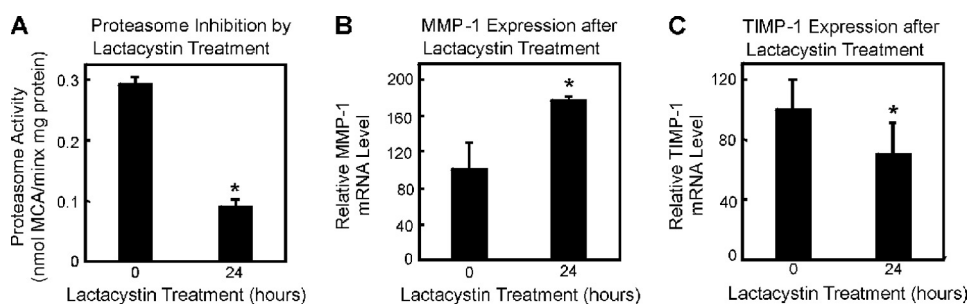 A
Proteasome Inhibition by
Lactacystin Treatment
Proteasome Activity
(nmol MCA/minx mg protein)
0.3
0.2
0.1
0
*
0
24
Lactacystin Treatment (hours)
B
MMP-1 Expression after
Lactacystin Treatment
Relative MMP-1
mRNA Level
200
160
120
80
40
0
*
0
24
Lactacystin Treatment (hours)
C
TIMP-1 Expression after
Lactacystin Treatment
Relative TIMP-1
mRNA Level
120
80
40
0
*
0
24
Lactacystin Treatment (hours)